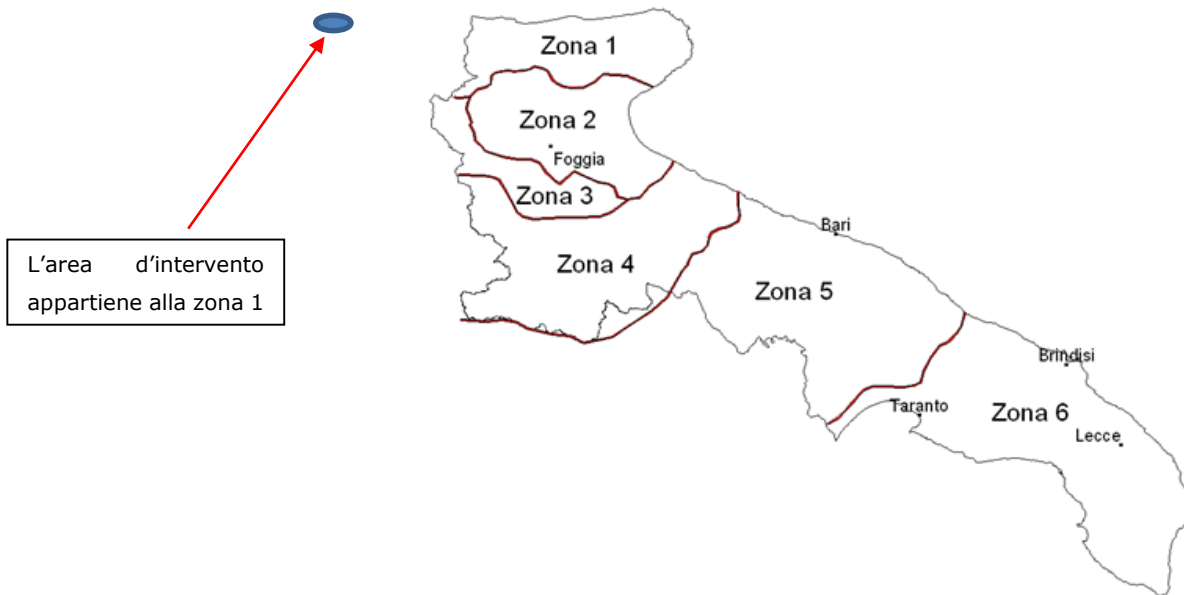 Zona 1
Zona 2
Foggia
Zona 3
Bari
L’area d’intervento
appartiene alla zona 1
Zona 4
Zona 5
Brindisi
Taranto
Zona 6
Lecce